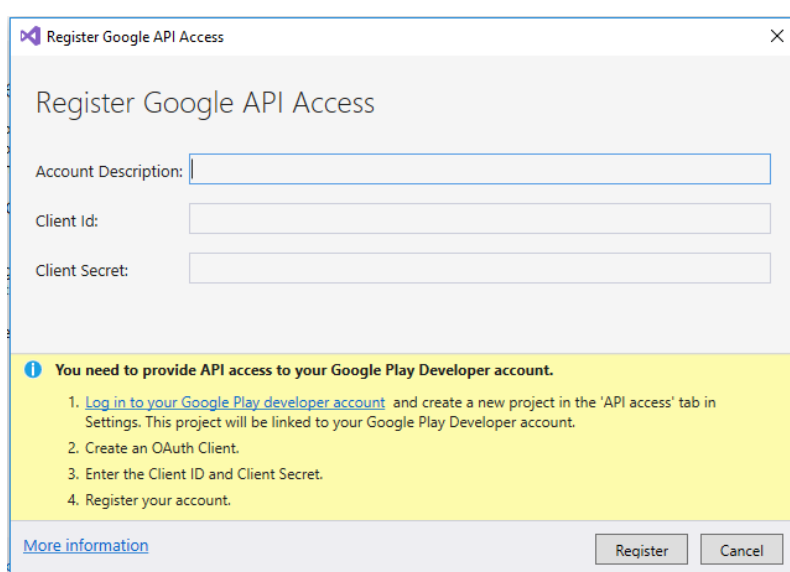 Register Google API Access
Register Google API Access
Account Description:
Client Id:
Client Secret:
You need to provide API access to your Google Play Developer account.
1. Log in to your Google Play developer account and create a new project in the 'API access' tab in
Settings. This project will be linked to your Google Play Developer account.
2. Create an OAuth Client.
3. Enter the Client ID and Client Secret.
4. Register your account.
More information
Register
Cancel